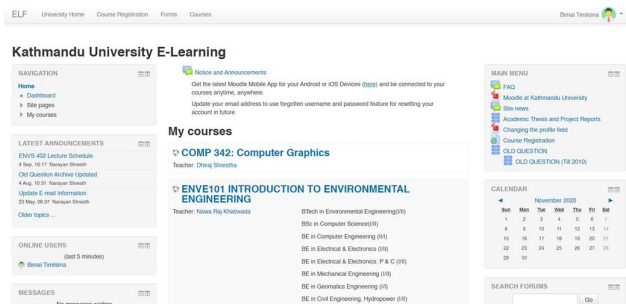 ELF University Home Course Registration Forms Courses Bimal Timilsina
Kathmandu University E-Learning
NAVIGATION
Home
Dashboard
Site pages
My courses
LATEST ANNOUNCEMENTS
ENVS 402 Lecture Schedule
4 Sep, 16:17 Narayan Shresth
Old Question Archive Updated
4 Aug, 10:31 Narayan Shresth
Update E-mail Information
23 May, 06:37 Narayan Shresth
Older topics ...
ONLINE USERS
(last 5 minutes)
Bimal Timilsina
MESSAGES
No messages waiting
Notice and Announcements
Get the latest Moodle Mobile App for your Android or iOS Devices (here) and be connected to your
courses anytime, anywhere.
Update your email address to use forgotten username and password feature for resetting your
account in future.
My courses
COMP 342: Computer Graphics
Teacher: Dhiraj Shrestha
ENVE101 INTRODUCTION TO ENVIRONMENTAL
ENGINEERING
Teacher: Nawa Raj Khatiwada
BTech in Environmental Engineering(I/II)
BSc in Computer Science(I/II)
BE in Computer Engineering (III/I)
BE in Electrical & Electronics (I/II)
BE in Electrical & Electronics: P & C (I/II)
BE in Mechanical Engineering (I/II)
BE in Geomatics Engineering (I/I)
BE in Civil Engineering, Hydropower (I/II)
MAIN MENU
FAQ
Moodle at Kathmandu University
Site news
Academic Thesis and Project Reports
Changing the profile field
Course Registration
OLD QUESTION
OLD QUESTION (Till 2010)
CALENDAR
November 2020
Sun Mon Tue Wed Thu Fri Sat
1 2 3 4 5 6 7
8 9 10 11 12 13 14
15 16 17 18 19 20 21
22 23 24 25 26 27 28
29 30
SEARCH FORUMS
Go